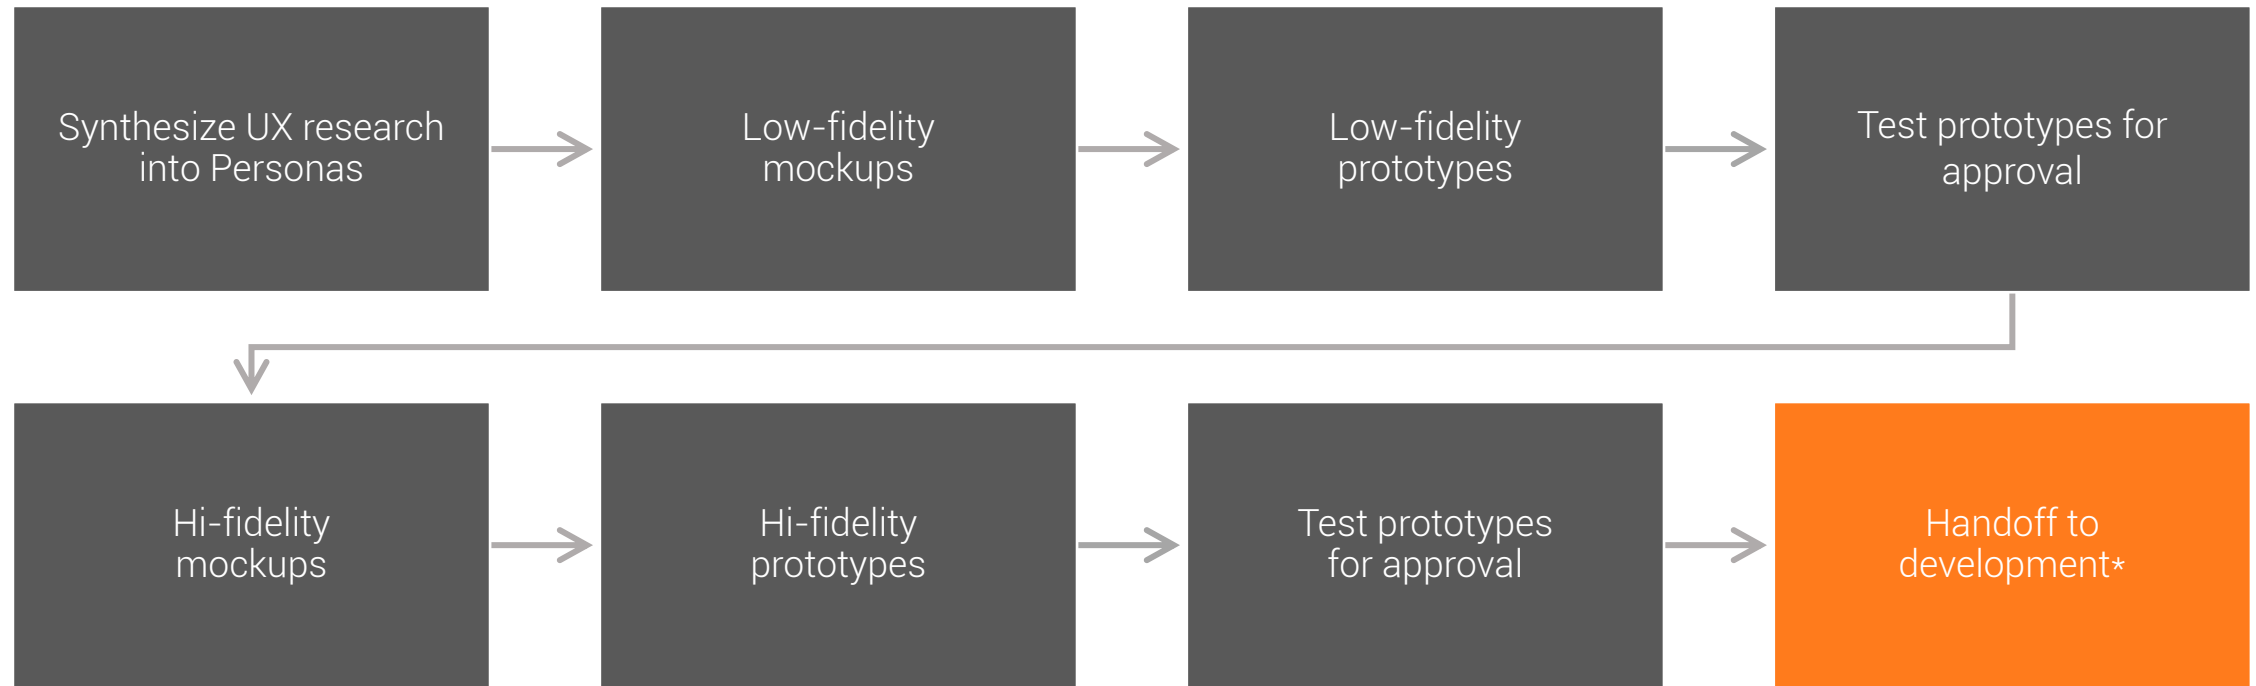 Synthesize UX research
into Personas
Low-fidelity
mockups
Low-fidelity
prototypes
Test prototypes for
approval
Hi-fidelity
mockups
Hi-fidelity
prototypes
Test prototypes
for approval
Handoff to
development*